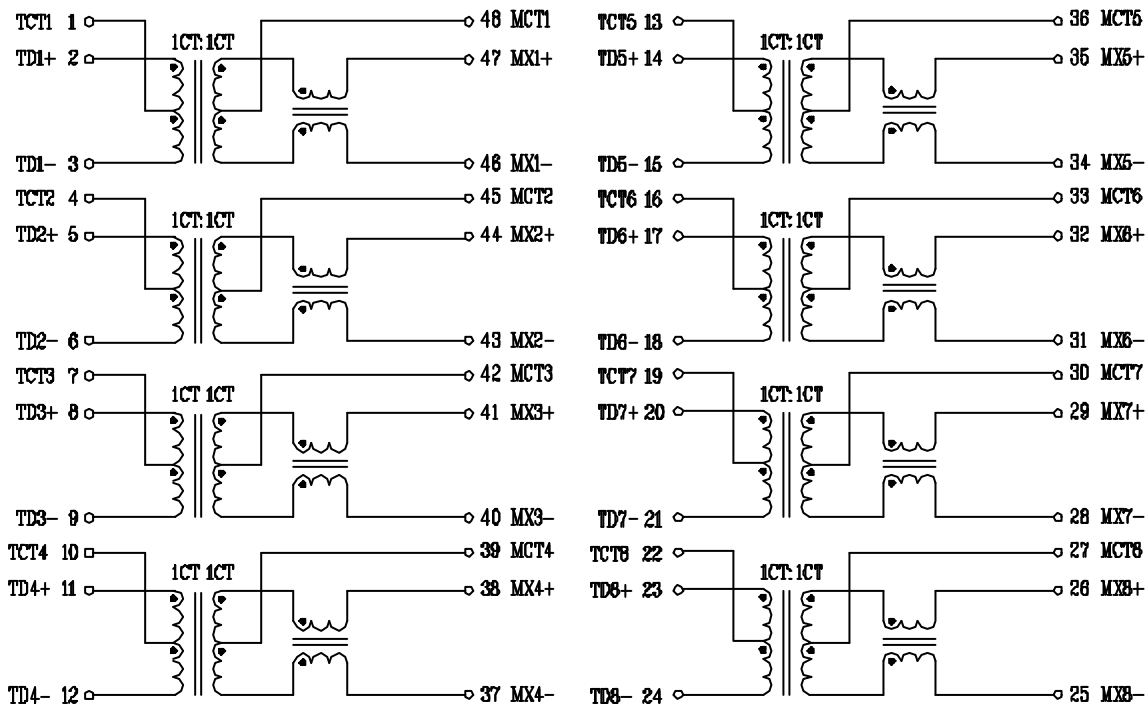 TCT1 1 48 MCT1
1CT:1CT
TD1+ 2 47 MX1+
TD1- 3 46 MX1-
TCT2 4 45 MCT2
1CT:1CT
TD2+ 5 44 MX2+
TD2- 6 43 MX2-
TCT3 7 42 MCT3
1CT 1CT
TD3+ 8 41 MX3+
TD3- 9 40 MX3-
TCT4 10 39 MCT4
1CT 1CT
TD4+ 11 38 MX4+
TD4- 12 37 MX4-
TCT5 13 36 MCT5
1CT:1CT
TD5+ 14 35 MX5+
TD5- 15 34 MX5-
TCT6 16 33 MCT6
1CT:1CT
TD6+ 17 32 MX6+
TD6- 18 31 MX6-
TCT7 19 30 MCT7
1CT:1CT
TD7+ 20 29 MX7+
TD7- 21 28 MX7-
TCT8 22 27 MCT8
1CT:1CT
TD8+ 23 26 MX8+
TD8- 24 25 MX8-